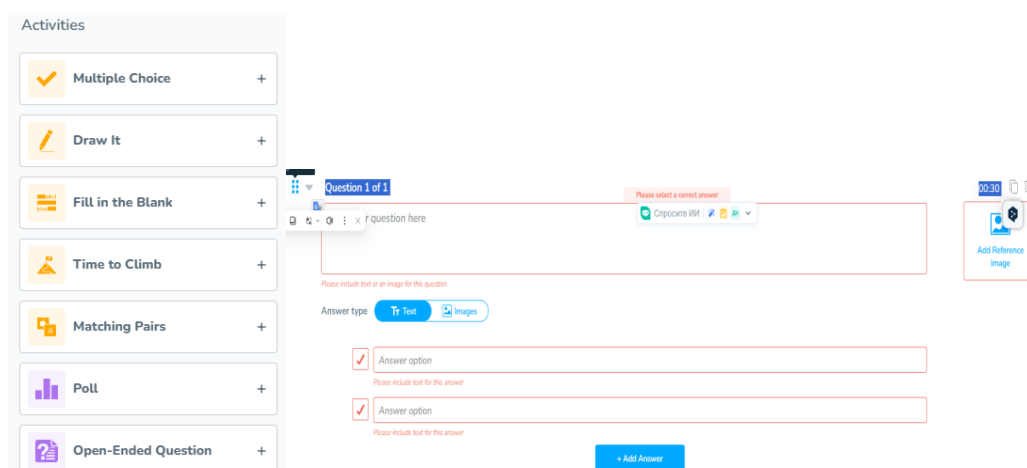 Activities
Multiple Choice
Draw It
Fill in the Blank
Time to Climb
Matching Pairs
Poll
Open-Ended Question
Question 1 of 1
Please select a correct answer
00:30
Спросите ИИ
r question here
Add Reference
Image
Please include text or an image for this question
Answer type
Text
Images
Answer option
Please include text for this answer
Answer option
Please include text for this answer
+ Add Answer